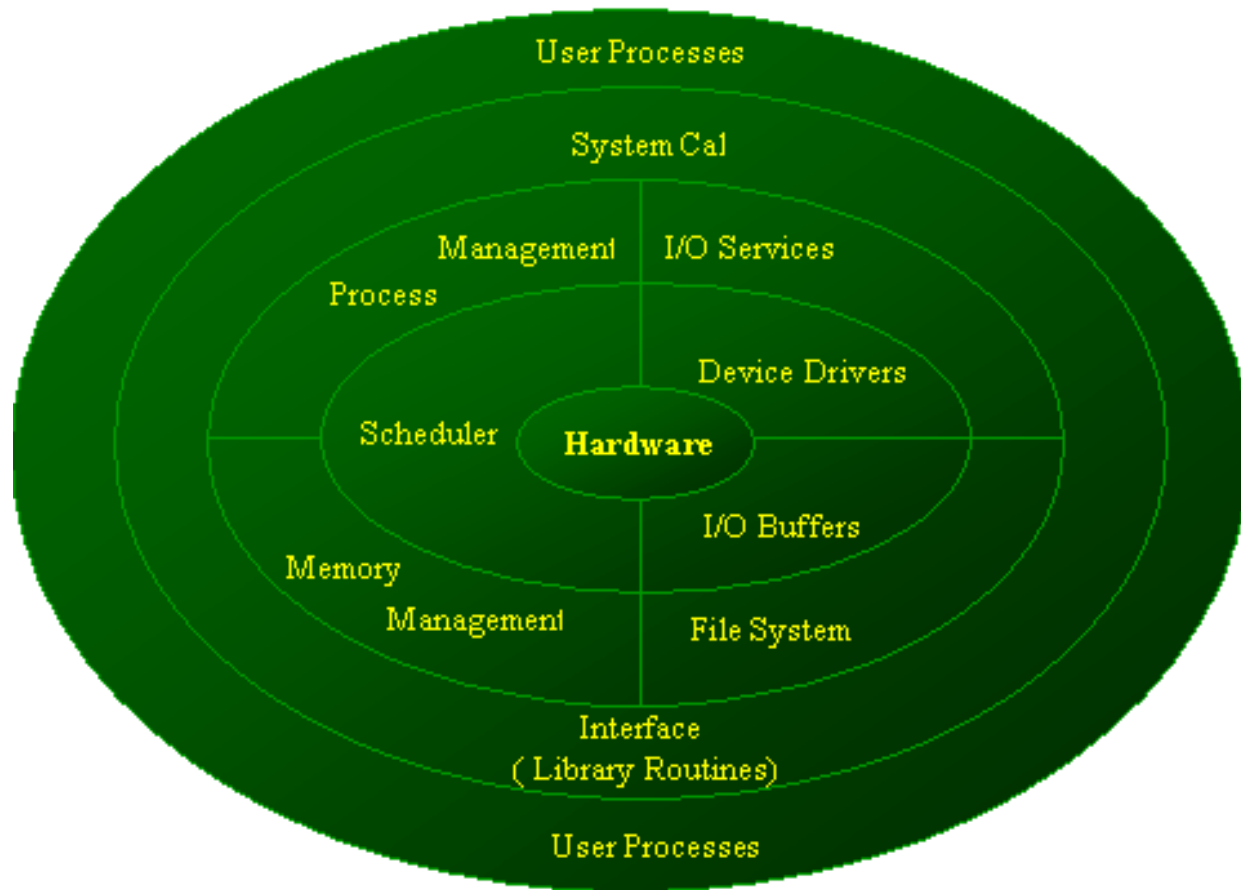 User Processes
System Cal
Management I/O Services
Process
Device Drivers
Scheduler Hardware
I/O Buffers
Memory
Management File System
Interface
( Library Routines)
User Processes